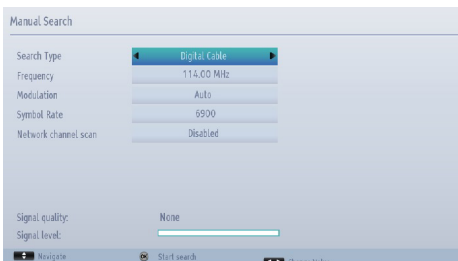 Manual Search
Search Type Digital Cable
Frequency 114.00 MHz
Modulation Auto
Symbol Rate 6900
Network channel scan Disabled
Signal quality: None
Signal level:
Navigate OK Start search